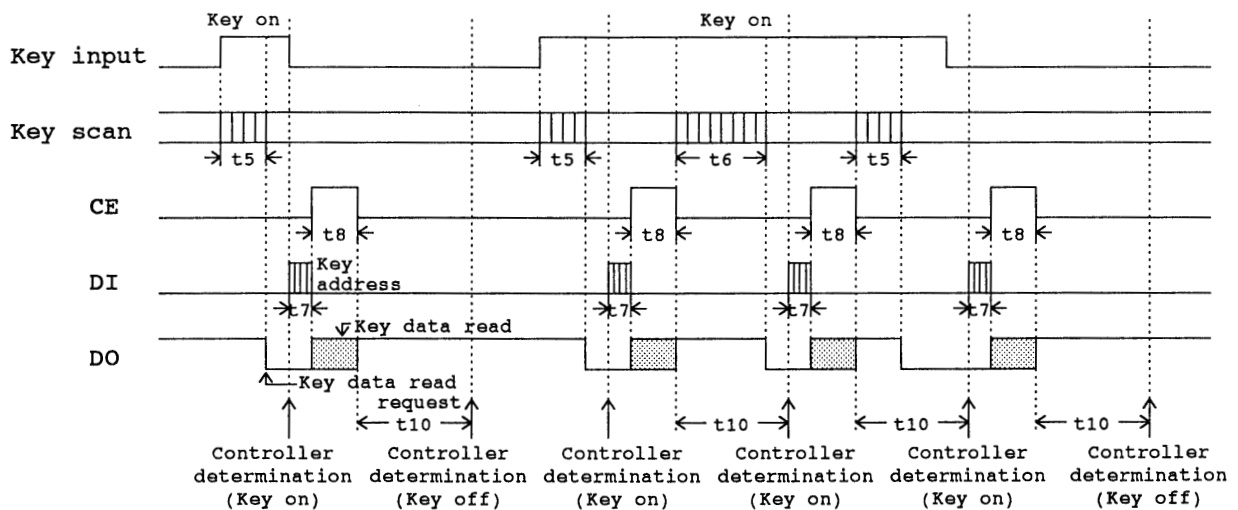 Key on
Key on
Key input
Key scan
t5
t5
t6
t5
CE
t8
t8
t8
t8
DI
Key
address
t7
t7
t7
t7
Key data read
DO
Key data read
request
t10
t10
t10
t10
Controller
determination
(Key on)
Controller
determination
(Key off)
Controller
determination
(Key on)
Controller
determination
(Key on)
Controller
determination
(Key on)
Controller
determination
(Key off)